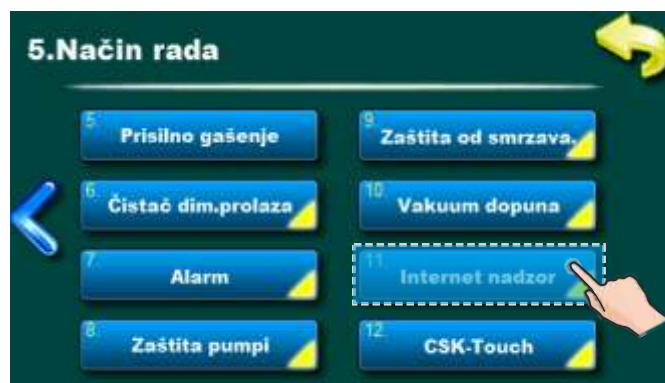 5.Način rada
5.
Prisilno gašenje
6.
Čistač dim.prolaza
7.
Alarm
8.
Zaštita pumpi
9.
Zaštita od smrzava.
10.
Vakuum dopuna
11.
Internet nadzor
12.
CSK-Touch